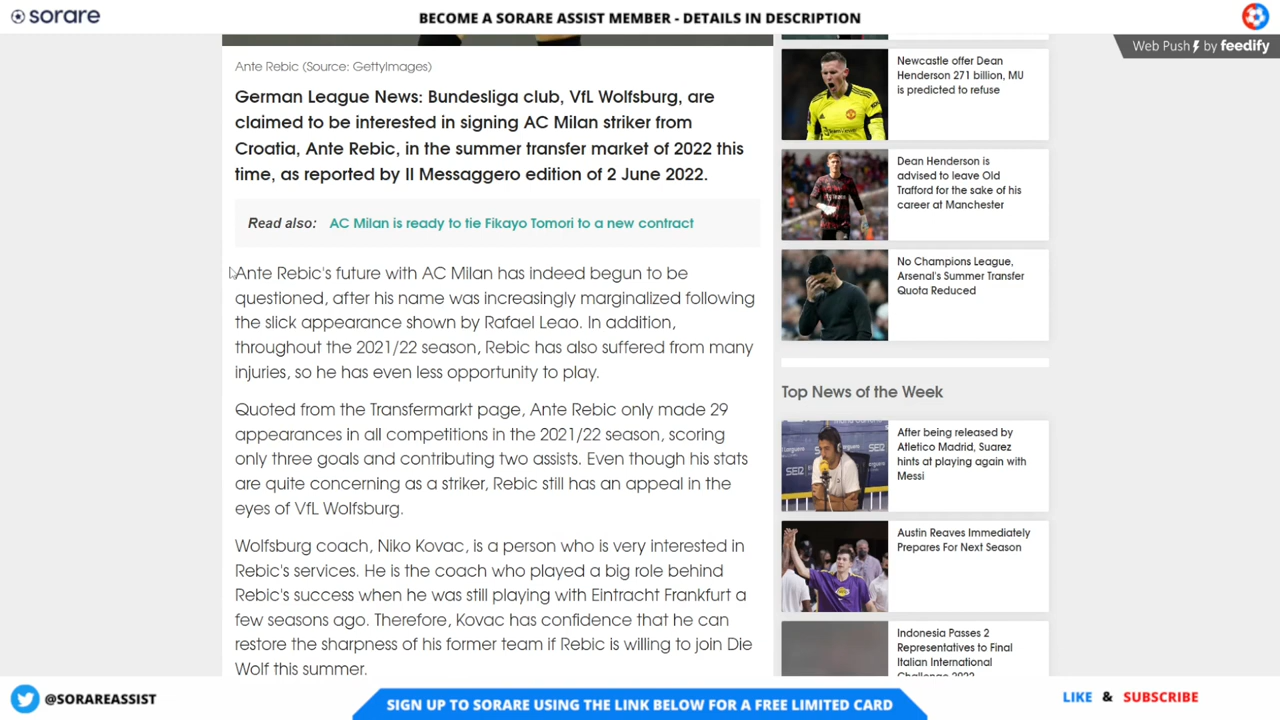 sorare
BECOME A SORARE ASSIST MEMBER - DETAILS IN DESCRIPTION
Web Push by feedify
Ante Rebic (Source: GettyImages)
German League News: Bundesliga club, VfL Wolfsburg, are
claimed to be interested in signing AC Milan striker from
Croatia, Ante Rebic, in the summer transfer market of 2022 this
time, as reported by Il Messaggero edition of 2 June 2022.
Read also: AC Milan is ready to tie Fikayo Tomori to a new contract
Ante Rebic's future with AC Milan has indeed begun to be
questioned, after his name was increasingly marginalized following
the slick appearance shown by Rafael Leao. In addition,
throughout the 2021/22 season, Rebic has also suffered from many
injuries, so he has even less opportunity to play.
Quoted from the Transfermarkt page, Ante Rebic only made 29
appearances in all competitions in the 2021/22 season, scoring
only three goals and contributing two assists. Even though his stats
are quite concerning as a striker, Rebic still has an appeal in the
eyes of VfL Wolfsburg.
Wolfsburg coach, Niko Kovac, is a person who is very interested in
Rebic's services. He is the coach who played a big role behind
Rebic's success when he was still playing with Eintracht Frankfurt a
few seasons ago. Therefore, Kovac has confidence that he can
restore the sharpness of his former team if Rebic is willing to join Die
Wolf this summer.
Newcastle offer Dean
Henderson 271 billion, MU
is predicted to refuse
Dean Henderson is
advised to leave Old
Trafford for the sake of his
career at Manchester
No Champions League,
Arsenal's Summer Transfer
Quota Reduced
Top News of the Week
After being released by
Atletico Madrid, Suarez
hints at playing again with
Messi
Austin Reaves Immediately
Prepares For Next Season
Indonesia Passes 2
Representatives to Final
Italian International
Challenge 2022
@SORAREASSIST
SIGN UP TO SORARE USING THE LINK BELOW FOR A FREE LIMITED CARD
LIKE & SUBSCRIBE